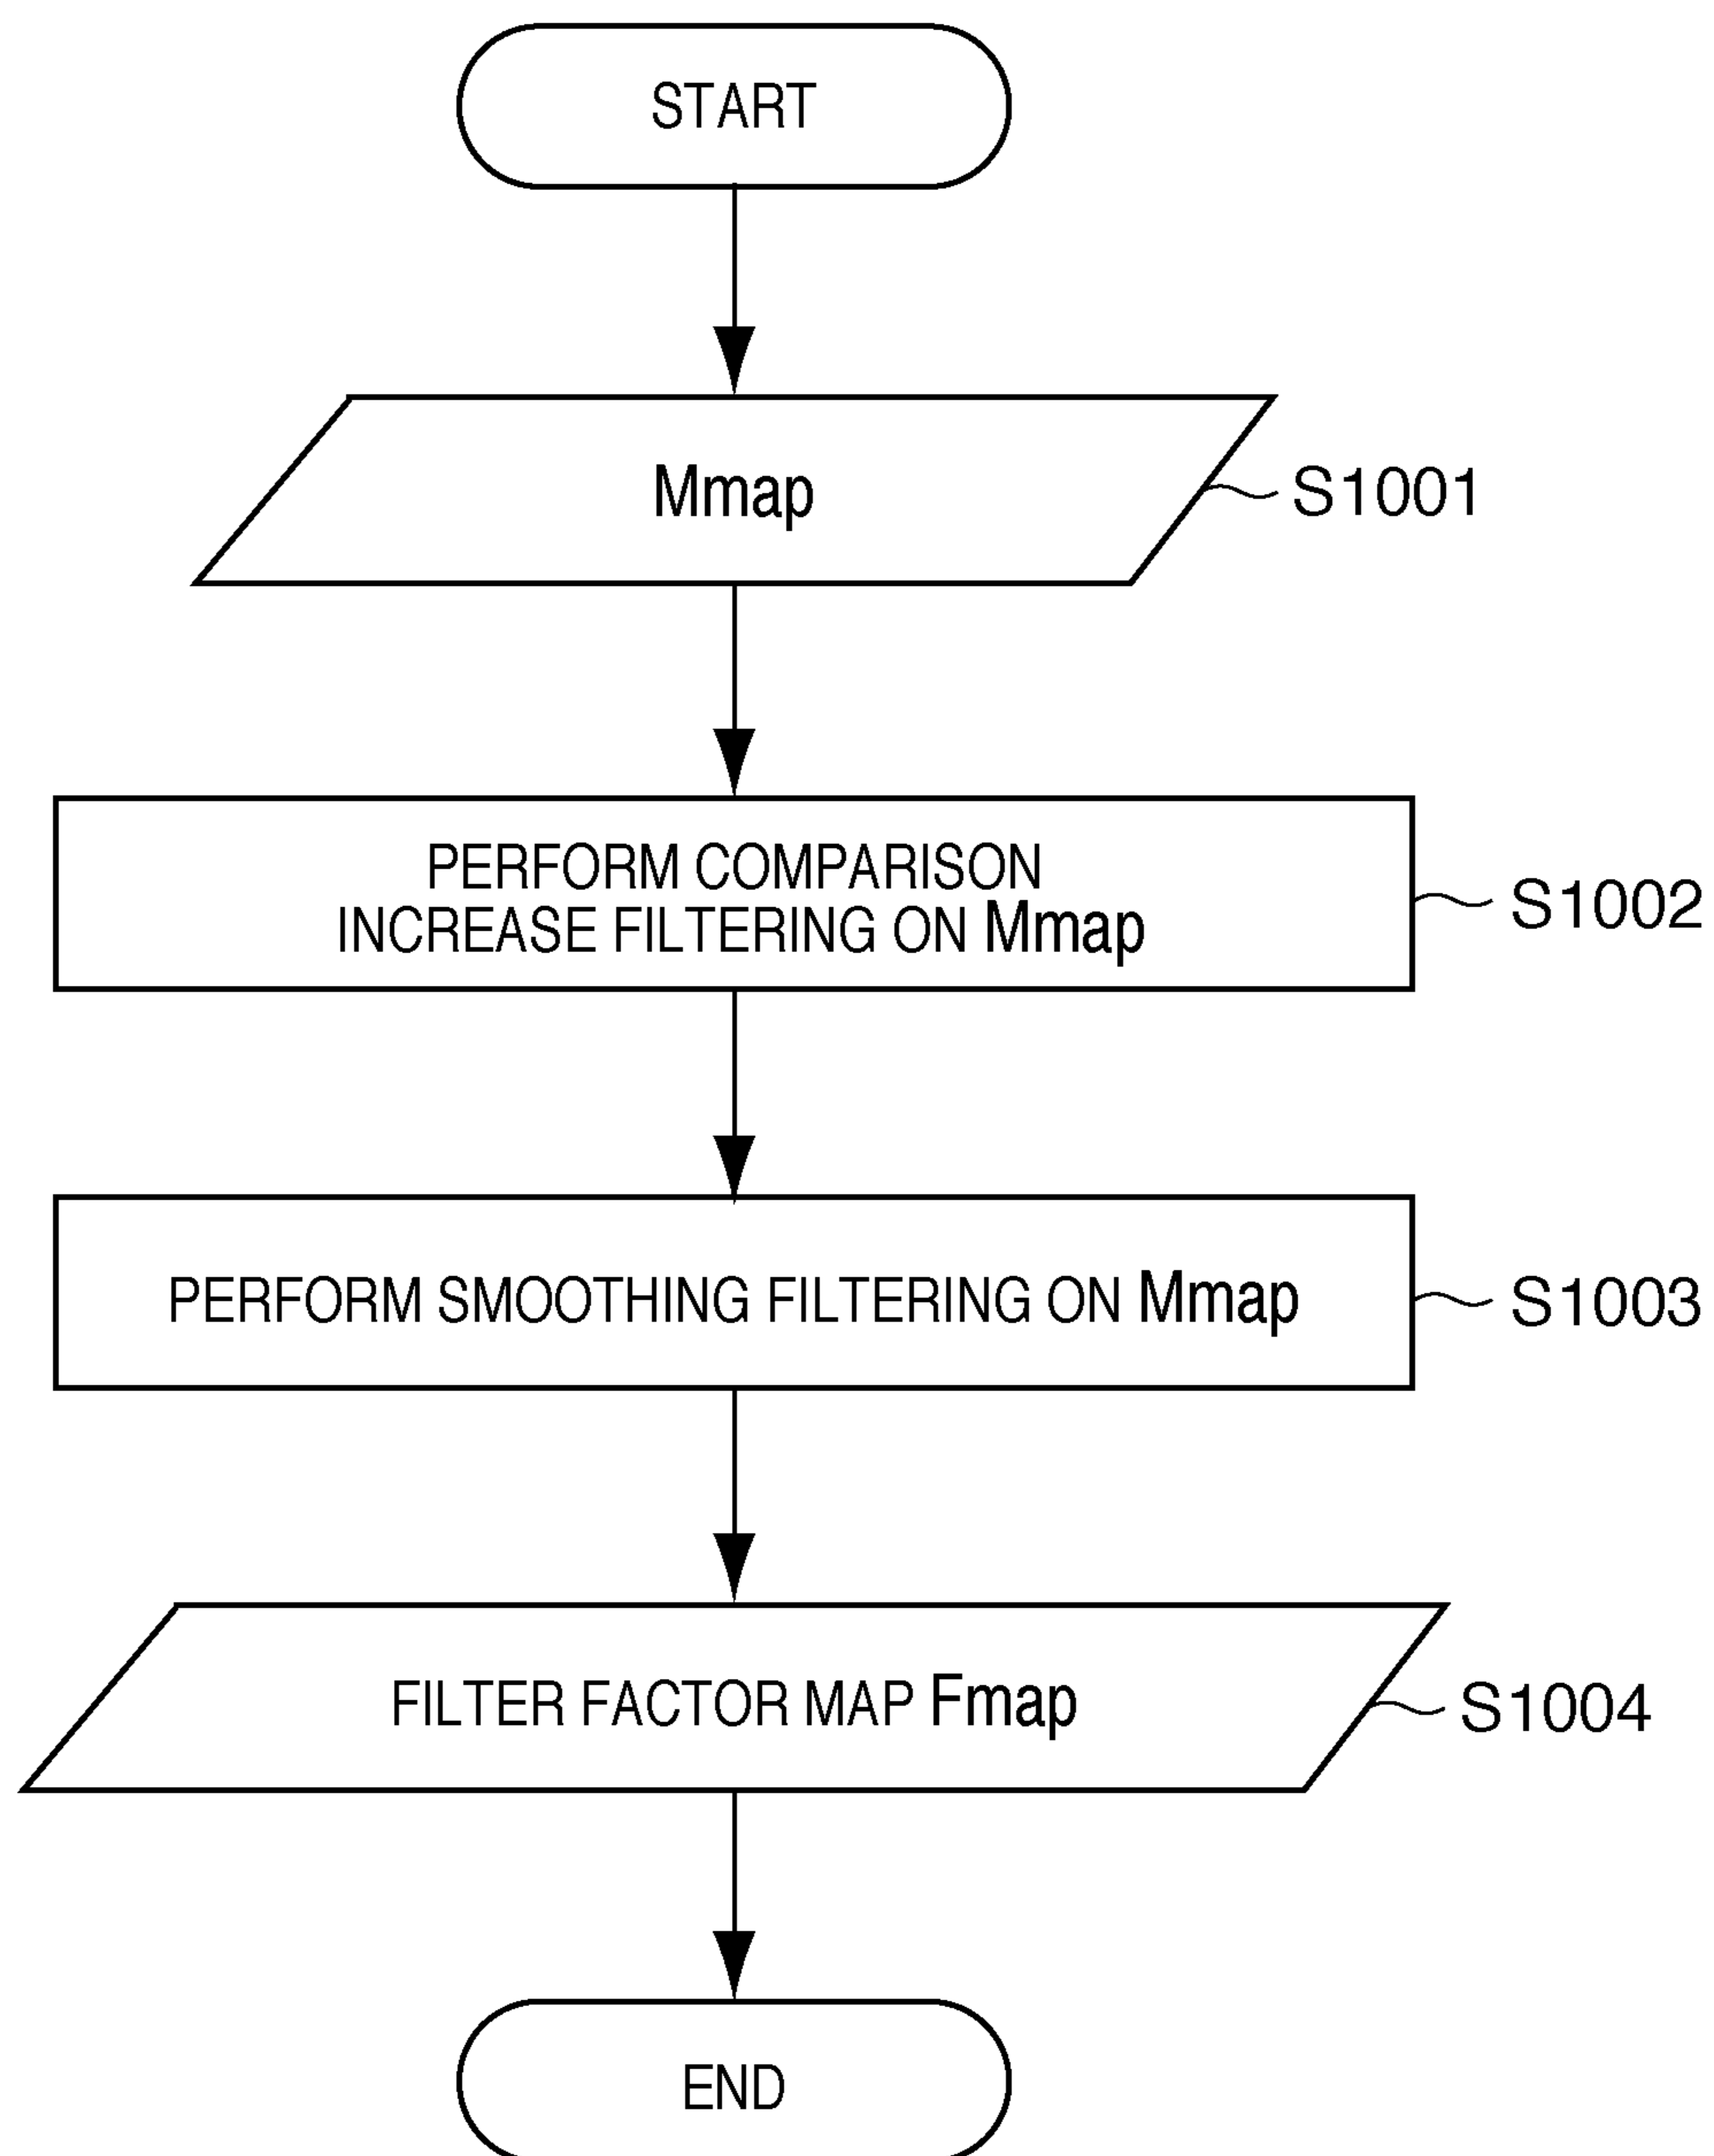 START
Mmap
S1001
PERFORM COMPARISON
INCREASE FILTERING ON Mmap
S1002
PERFORM SMOOTHING FILTERING ON Mmap
S1003
FILTER FACTOR MAP Fmap
S1004
END